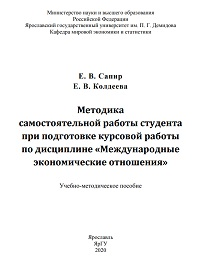 Министерство науки и высшего образования
Российской Федерации
Ярославский государственный университет им. П. Г. Демидова
Кафедра мировой экономики и статистики
Е. В. Сапир
Е. В. Колдеева
Методика
самостоятельной работы студента
при подготовке курсовой работы
по дисциплине «Международные
экономические отношения»
Учебно-методическое пособие
Ярославль
ЯрГУ
2020